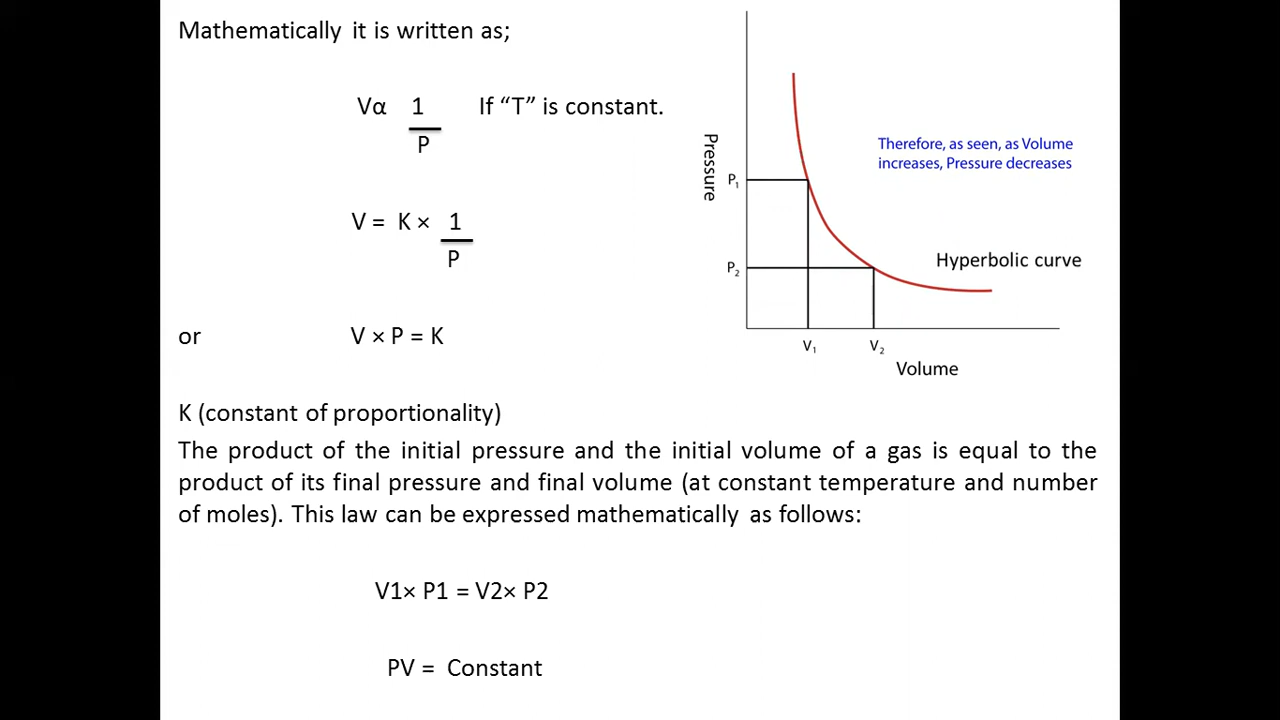 Mathematically it is written as;
Vα 1 If “T” is constant.
P
V = K × 1
P
or V × P = K
K (constant of proportionality)
The product of the initial pressure and the initial volume of a gas is equal to the
product of its final pressure and final volume (at constant temperature and number
of moles). This law can be expressed mathematically as follows:
V1× P1 = V2× P2
PV = Constant
Pressure
P₁
P₂
Therefore, as seen, as Volume
increases, Pressure decreases
Hyperbolic curve
V₁ V₂
Volume